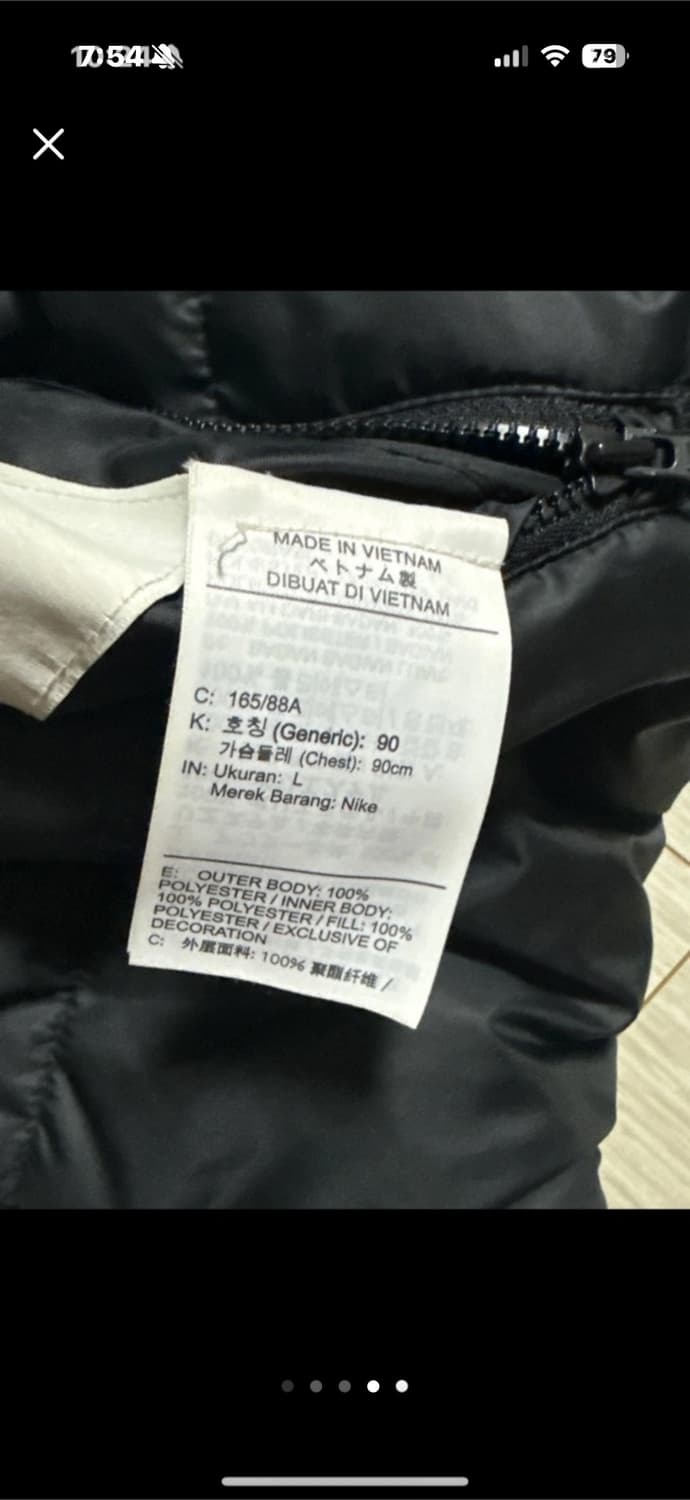 79
MADE IN VIETNAM
ベトナム製
DIBUAT DI VIETNAM
C: 165/88A
K: 호칭 (Generic): 90
가슴둘레 (Chest): 90cm
IN: Ukuran: L
Merek Barang: Nike
E: OUTER BODY: 100%
POLYESTER / INNER BODY:
100% POLYESTER / FILL: 100%
POLYESTER / EXCLUSIVE OF
DECORATION
C: 外层面料: 100% 聚酯纤维 /